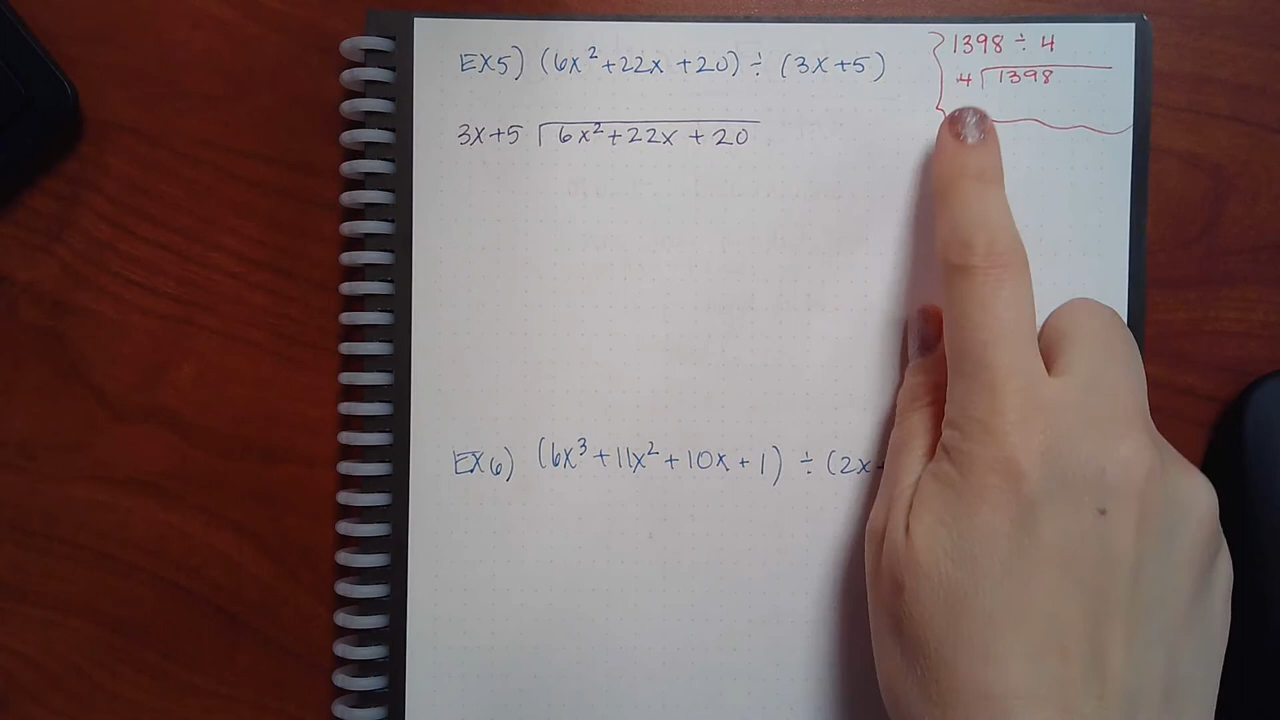 EX5) (6x²+22x+20) ÷ (3x+5)
1398 ÷ 4
4 1398
3x+5 6x²+22x+20
EX6) (6x³+11x²+10x+1) ÷ (2x